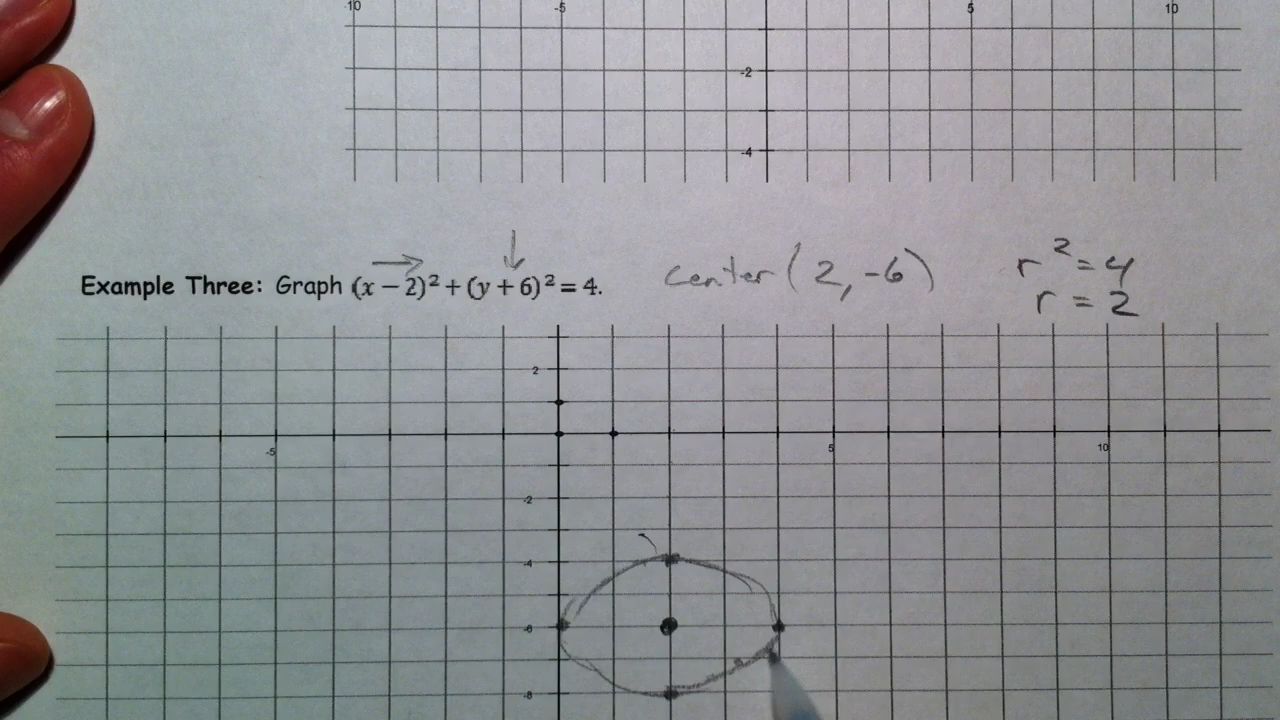 10 -5 5 10
-2
-4
Example Three: Graph (x − 2)² + (y + 6)² = 4. center (2, -6) r² = 4
r = 2
2
-5 5 10
-2
-4
-6
-8